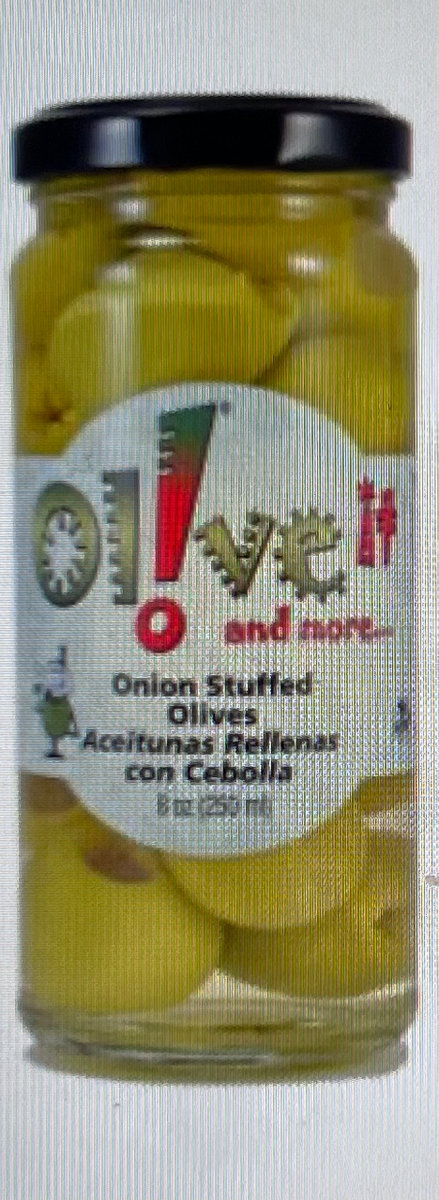 Ol!ve it
and more...
Onion Stuffed
Olives
Aceitunas Rellenas
con Cebolla
8 oz (250 ml)